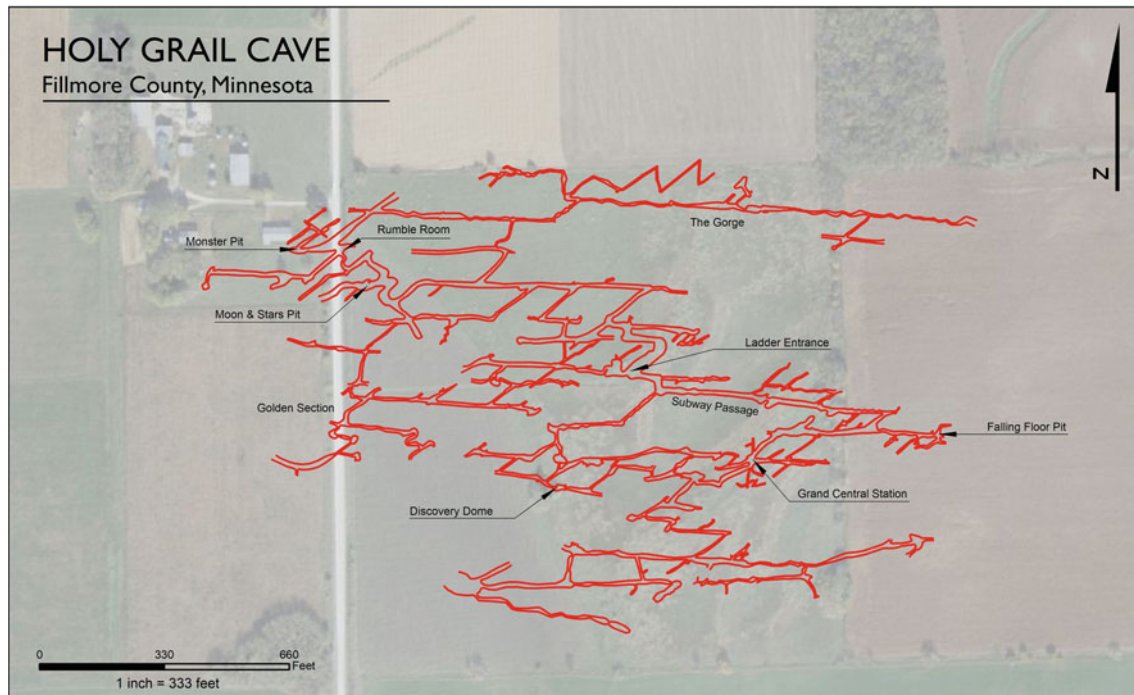 HOLY GRAIL CAVE
Fillmore County, Minnesota
N
The Gorge
Rumble Room
Monster Pit
Moon & Stars Pit
Ladder Entrance
Subway Passage
Golden Section
Falling Floor Pit
Grand Central Station
Discovery Dome
0 330 660
Feet
1 inch = 333 feet